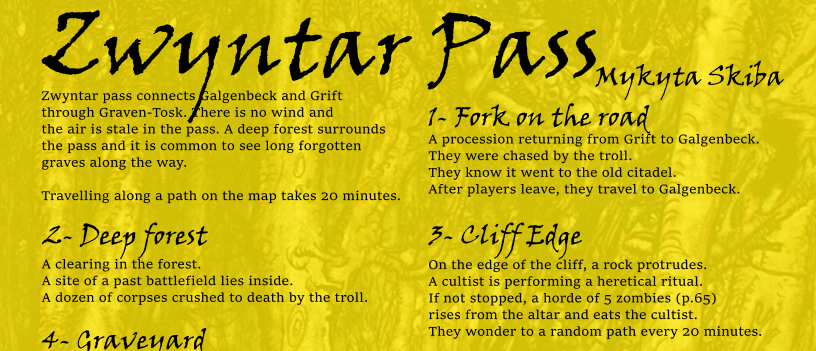 Zwyntar Pass
Mykyta Skiba
Zwyntar pass connects Galgenbeck and Grift
through Graven-Tosk. There is no wind and
the air is stale in the pass. A deep forest surrounds
the pass and it is common to see long forgotten
graves along the way.
Travelling along a path on the map takes 20 minutes.
1- Fork on the road
A procession returning from Grift to Galgenbeck.
They were chased by the troll.
They know it went to the old citadel.
After players leave, they travel to Galgenbeck.
2- Deep forest
A clearing in the forest.
A site of a past battlefield lies inside.
A dozen of corpses crushed to death by the troll.
3- Cliff Edge
On the edge of the cliff, a rock protrudes.
A cultist is performing a heretical ritual.
If not stopped, a horde of 5 zombies (p.65)
rises from the altar and eats the cultist.
They wonder to a random path every 20 minutes.
4- Graveyard